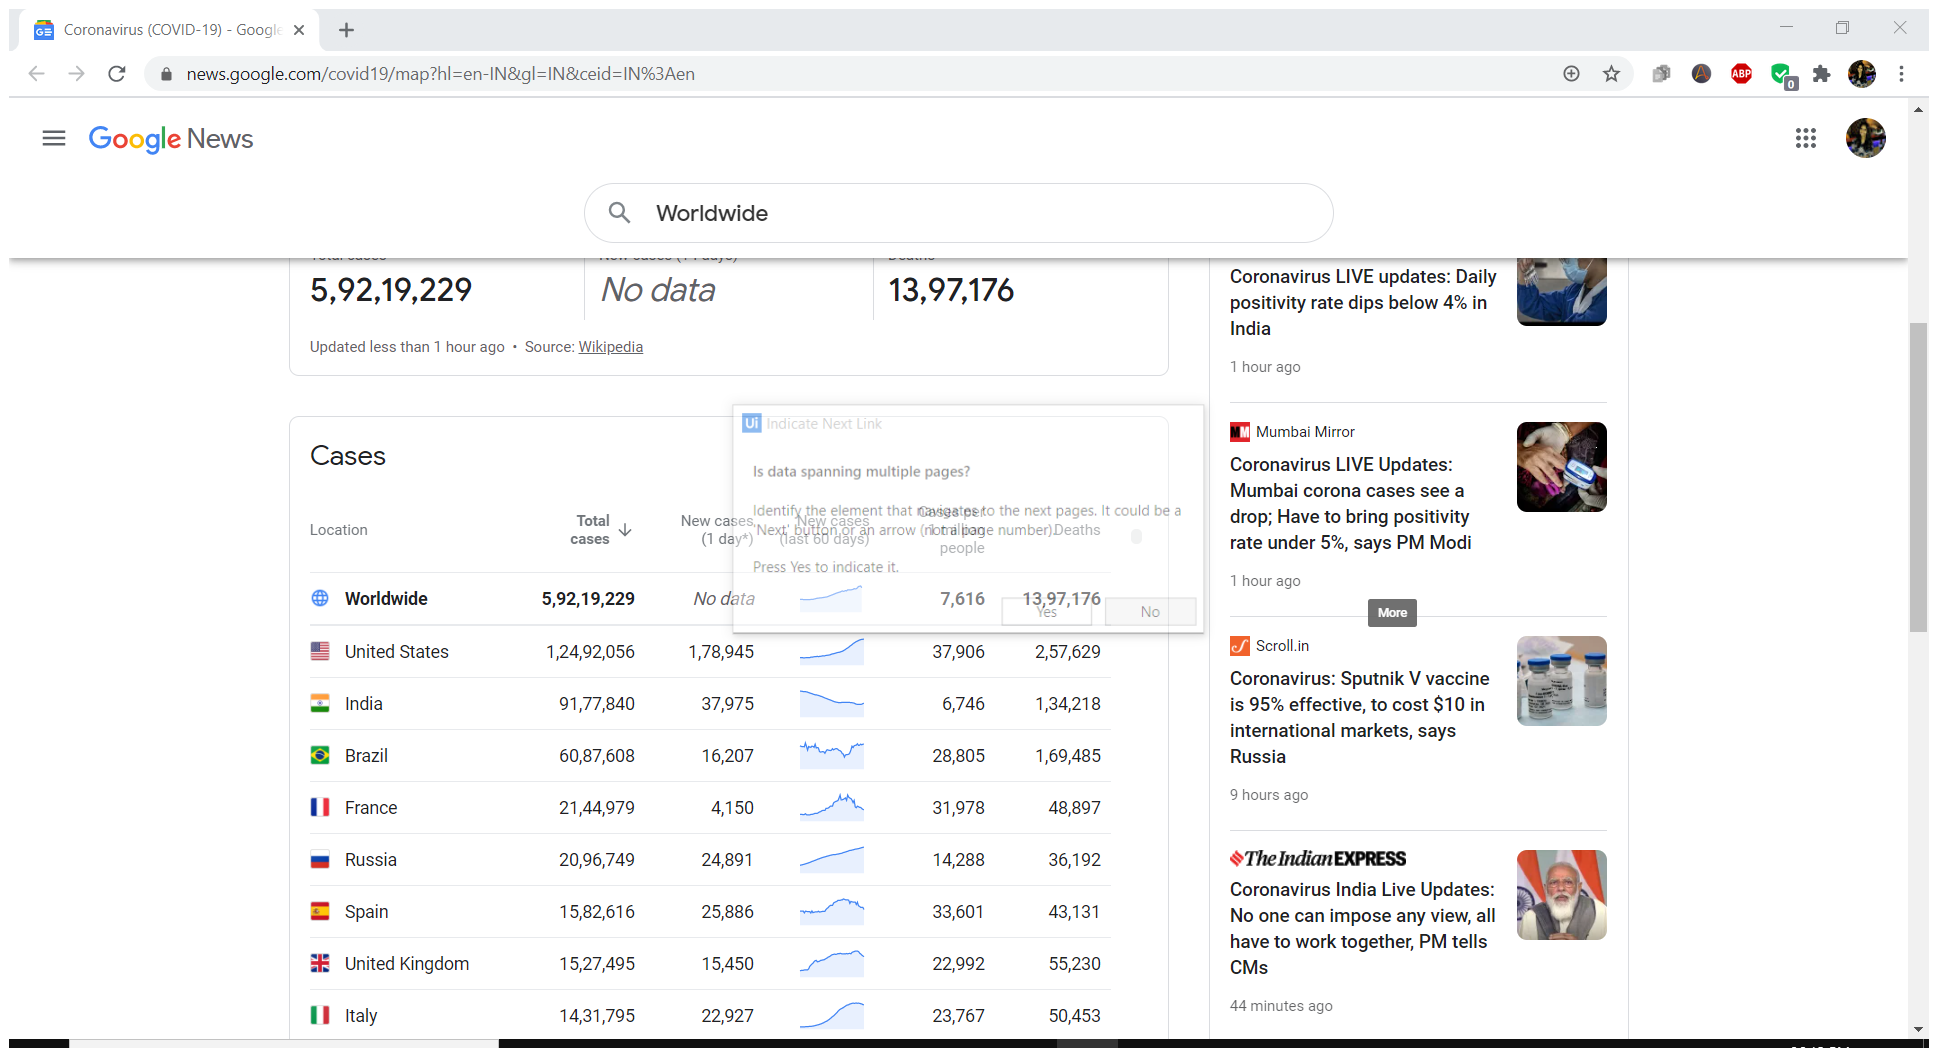 Coronavirus (COVID-19) - Google
news.google.com/covid19/map?hl=en-IN&gl=IN&ceid=IN%3Aen
ABP
0
Google News
Worldwide
5,92,19,229 No data 13,97,176
Updated less than 1 hour ago • Source: Wikipedia
Cases
Location Total cases New cases (1 day*) New cases (last 60 days) Cases per 1 million people Deaths
Worldwide 5,92,19,229 No data 7,616 13,97,176
United States 1,24,92,056 1,78,945 37,906 2,57,629
India 91,77,840 37,975 6,746 1,34,218
Brazil 60,87,608 16,207 28,805 1,69,485
France 21,44,979 4,150 31,978 48,897
Russia 20,96,749 24,891 14,288 36,192
Spain 15,82,616 25,886 33,601 43,131
United Kingdom 15,27,495 15,450 22,992 55,230
Italy 14,31,795 22,927 23,767 50,453
Ui Indicate Next Link
Is data spanning multiple pages?
Identify the element that navigates to the next pages. It could be a
'Next' button or an arrow (not a page number).
Press Yes to indicate it.
Yes No
Coronavirus LIVE updates: Daily
positivity rate dips below 4% in
India
1 hour ago
Mumbai Mirror
Coronavirus LIVE Updates:
Mumbai corona cases see a
drop; Have to bring positivity
rate under 5%, says PM Modi
1 hour ago
More
Scroll.in
Coronavirus: Sputnik V vaccine
is 95% effective, to cost $10 in
international markets, says
Russia
9 hours ago
The Indian EXPRESS
Coronavirus India Live Updates:
No one can impose any view, all
have to work together, PM tells
CMs
44 minutes ago